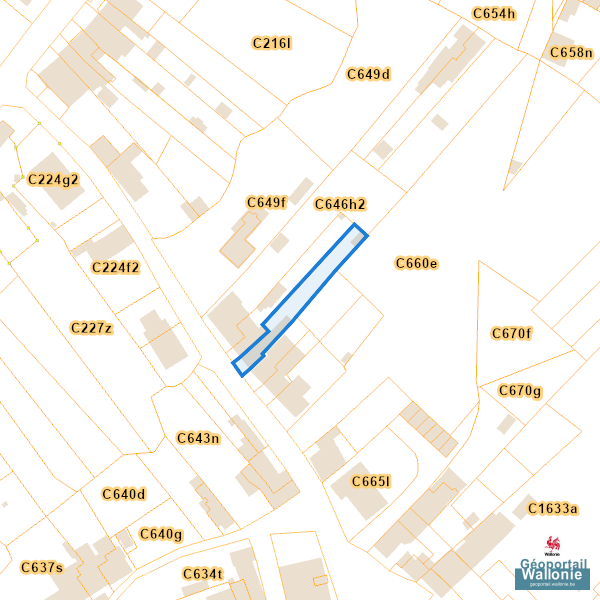 C654h
C216l
C658n
C649d
C224g2
C649f
C646h2
C224f2
C660e
C227z
C670f
C670g
C643n
C665l
C640d
C1633a
C640g
C637s
C634t
Wallonie
Géoportail
Wallonie
geoportail.wallonie.be